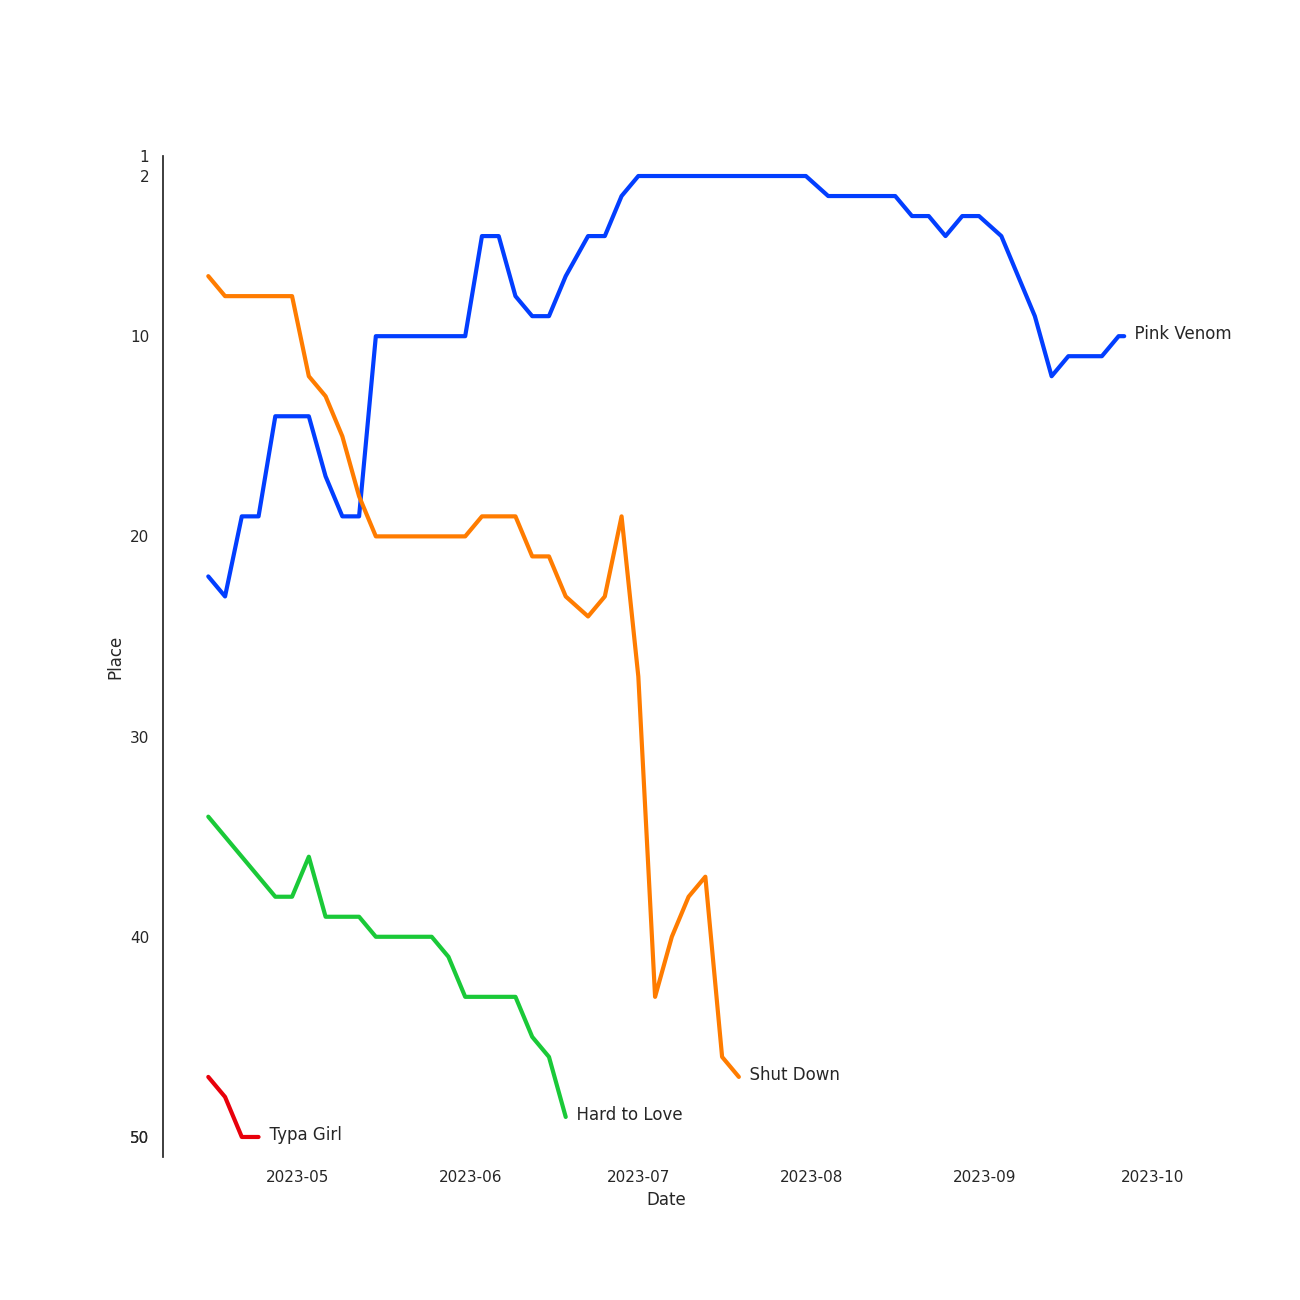 1
2
10
20
30
40
50
Place
Pink Venom
Shut Down
Hard to Love
Typa Girl
2023-05
2023-06
2023-07
2023-08
2023-09
2023-10
Date